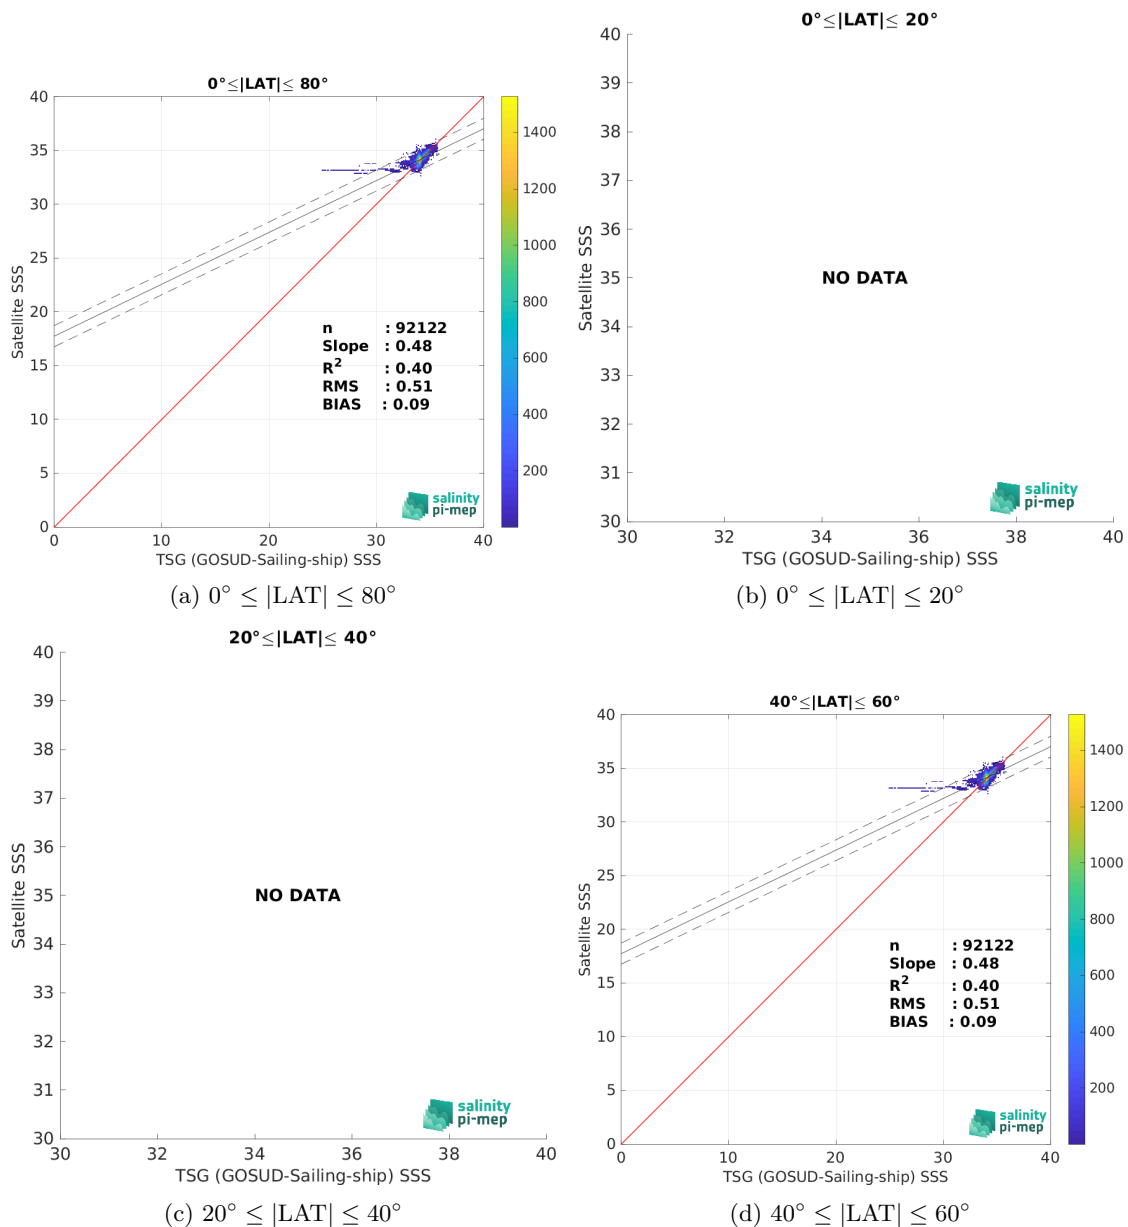 0°≤|LAT|≤ 80°
40
35
30
25
20
15
10
5
0
0
10
20
30
40
Satellite SSS
TSG (GOSUD-Sailing-ship) SSS
n : 92122
Slope : 0.48
R² : 0.40
RMS : 0.51
BIAS : 0.09
salinity
pi-mep
1400
1200
1000
800
600
400
200
(a) 0° ≤ |LAT| ≤ 80°
0°≤|LAT|≤ 20°
40
39
38
37
36
35
34
33
32
31
30
30
32
34
36
38
40
Satellite SSS
TSG (GOSUD-Sailing-ship) SSS
NO DATA
salinity
pi-mep
(b) 0° ≤ |LAT| ≤ 20°
20°≤|LAT|≤ 40°
40
39
38
37
36
35
34
33
32
31
30
30
32
34
36
38
40
Satellite SSS
TSG (GOSUD-Sailing-ship) SSS
NO DATA
salinity
pi-mep
(c) 20° ≤ |LAT| ≤ 40°
40°≤|LAT|≤ 60°
40
35
30
25
20
15
10
5
0
0
10
20
30
40
Satellite SSS
TSG (GOSUD-Sailing-ship) SSS
n : 92122
Slope : 0.48
R² : 0.40
RMS : 0.51
BIAS : 0.09
salinity
pi-mep
1400
1200
1000
800
600
400
200
(d) 40° ≤ |LAT| ≤ 60°